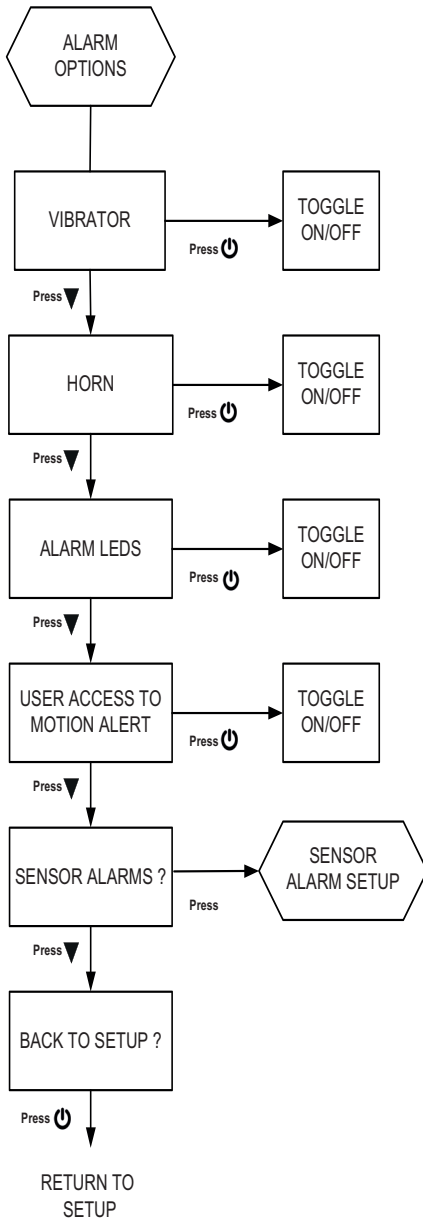 ALARM
OPTIONS
VIBRATOR
Press
TOGGLE
ON/OFF
Press
HORN
Press
TOGGLE
ON/OFF
Press
ALARM LEDS
Press
TOGGLE
ON/OFF
Press
USER ACCESS TO
MOTION ALERT
Press
TOGGLE
ON/OFF
Press
SENSOR ALARMS ?
Press
SENSOR
ALARM SETUP
Press
BACK TO SETUP ?
Press
RETURN TO
SETUP